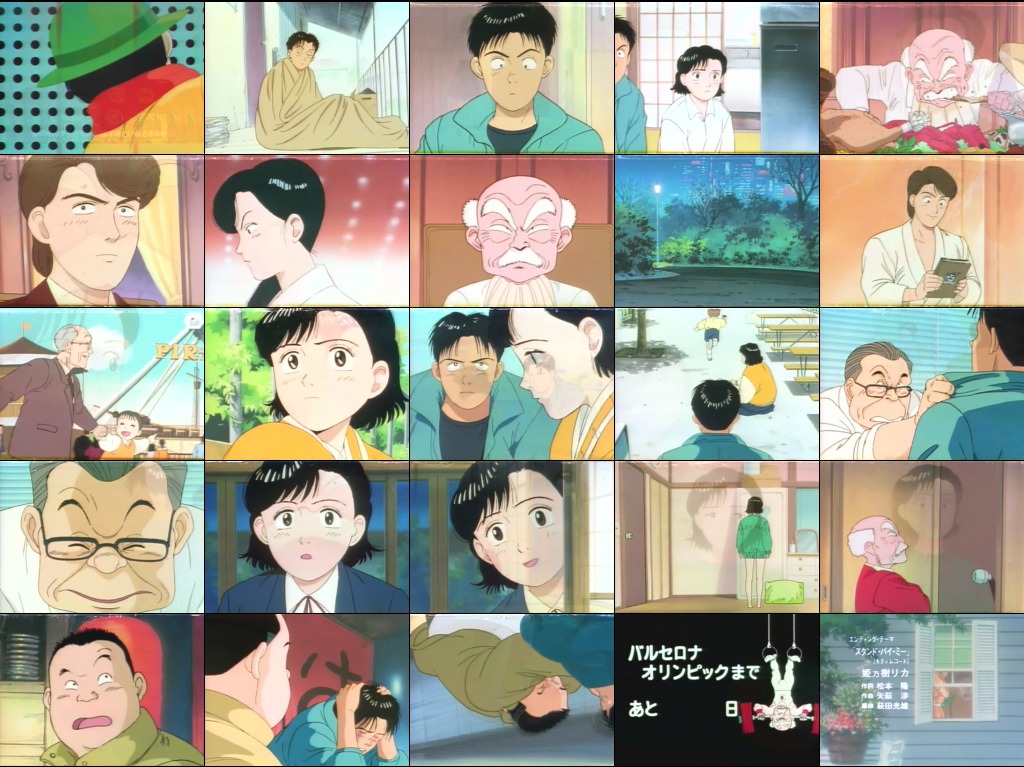 PIR
バルセロナ
オリンピックまで
あと 日
エンディング・テーマ
「スタンド・バイ・ミー」
姫乃樹リカ
作詞 松本 隆
作曲 矢萩 渉
編曲 萩田光雄